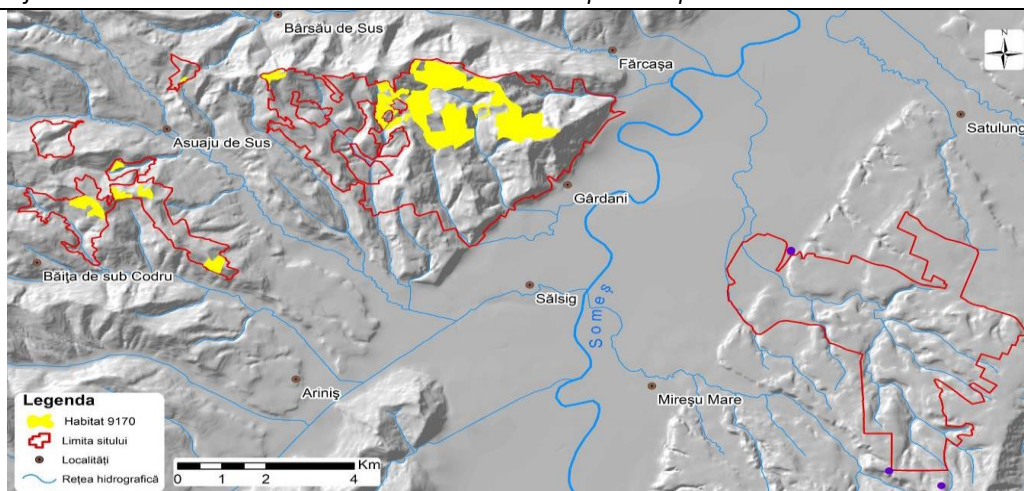 Bârsău de Sus
Fărcaşa
N
Satulung
Asuaju de Sus
Gârdani
Băiţa de sub Codru
Sălsig
Someş
Ariniş
Mireşu Mare
Legenda
Habitat 9170
Limita sitului
Localităţi
Reţea hidrografică
Km
0 1 2 4